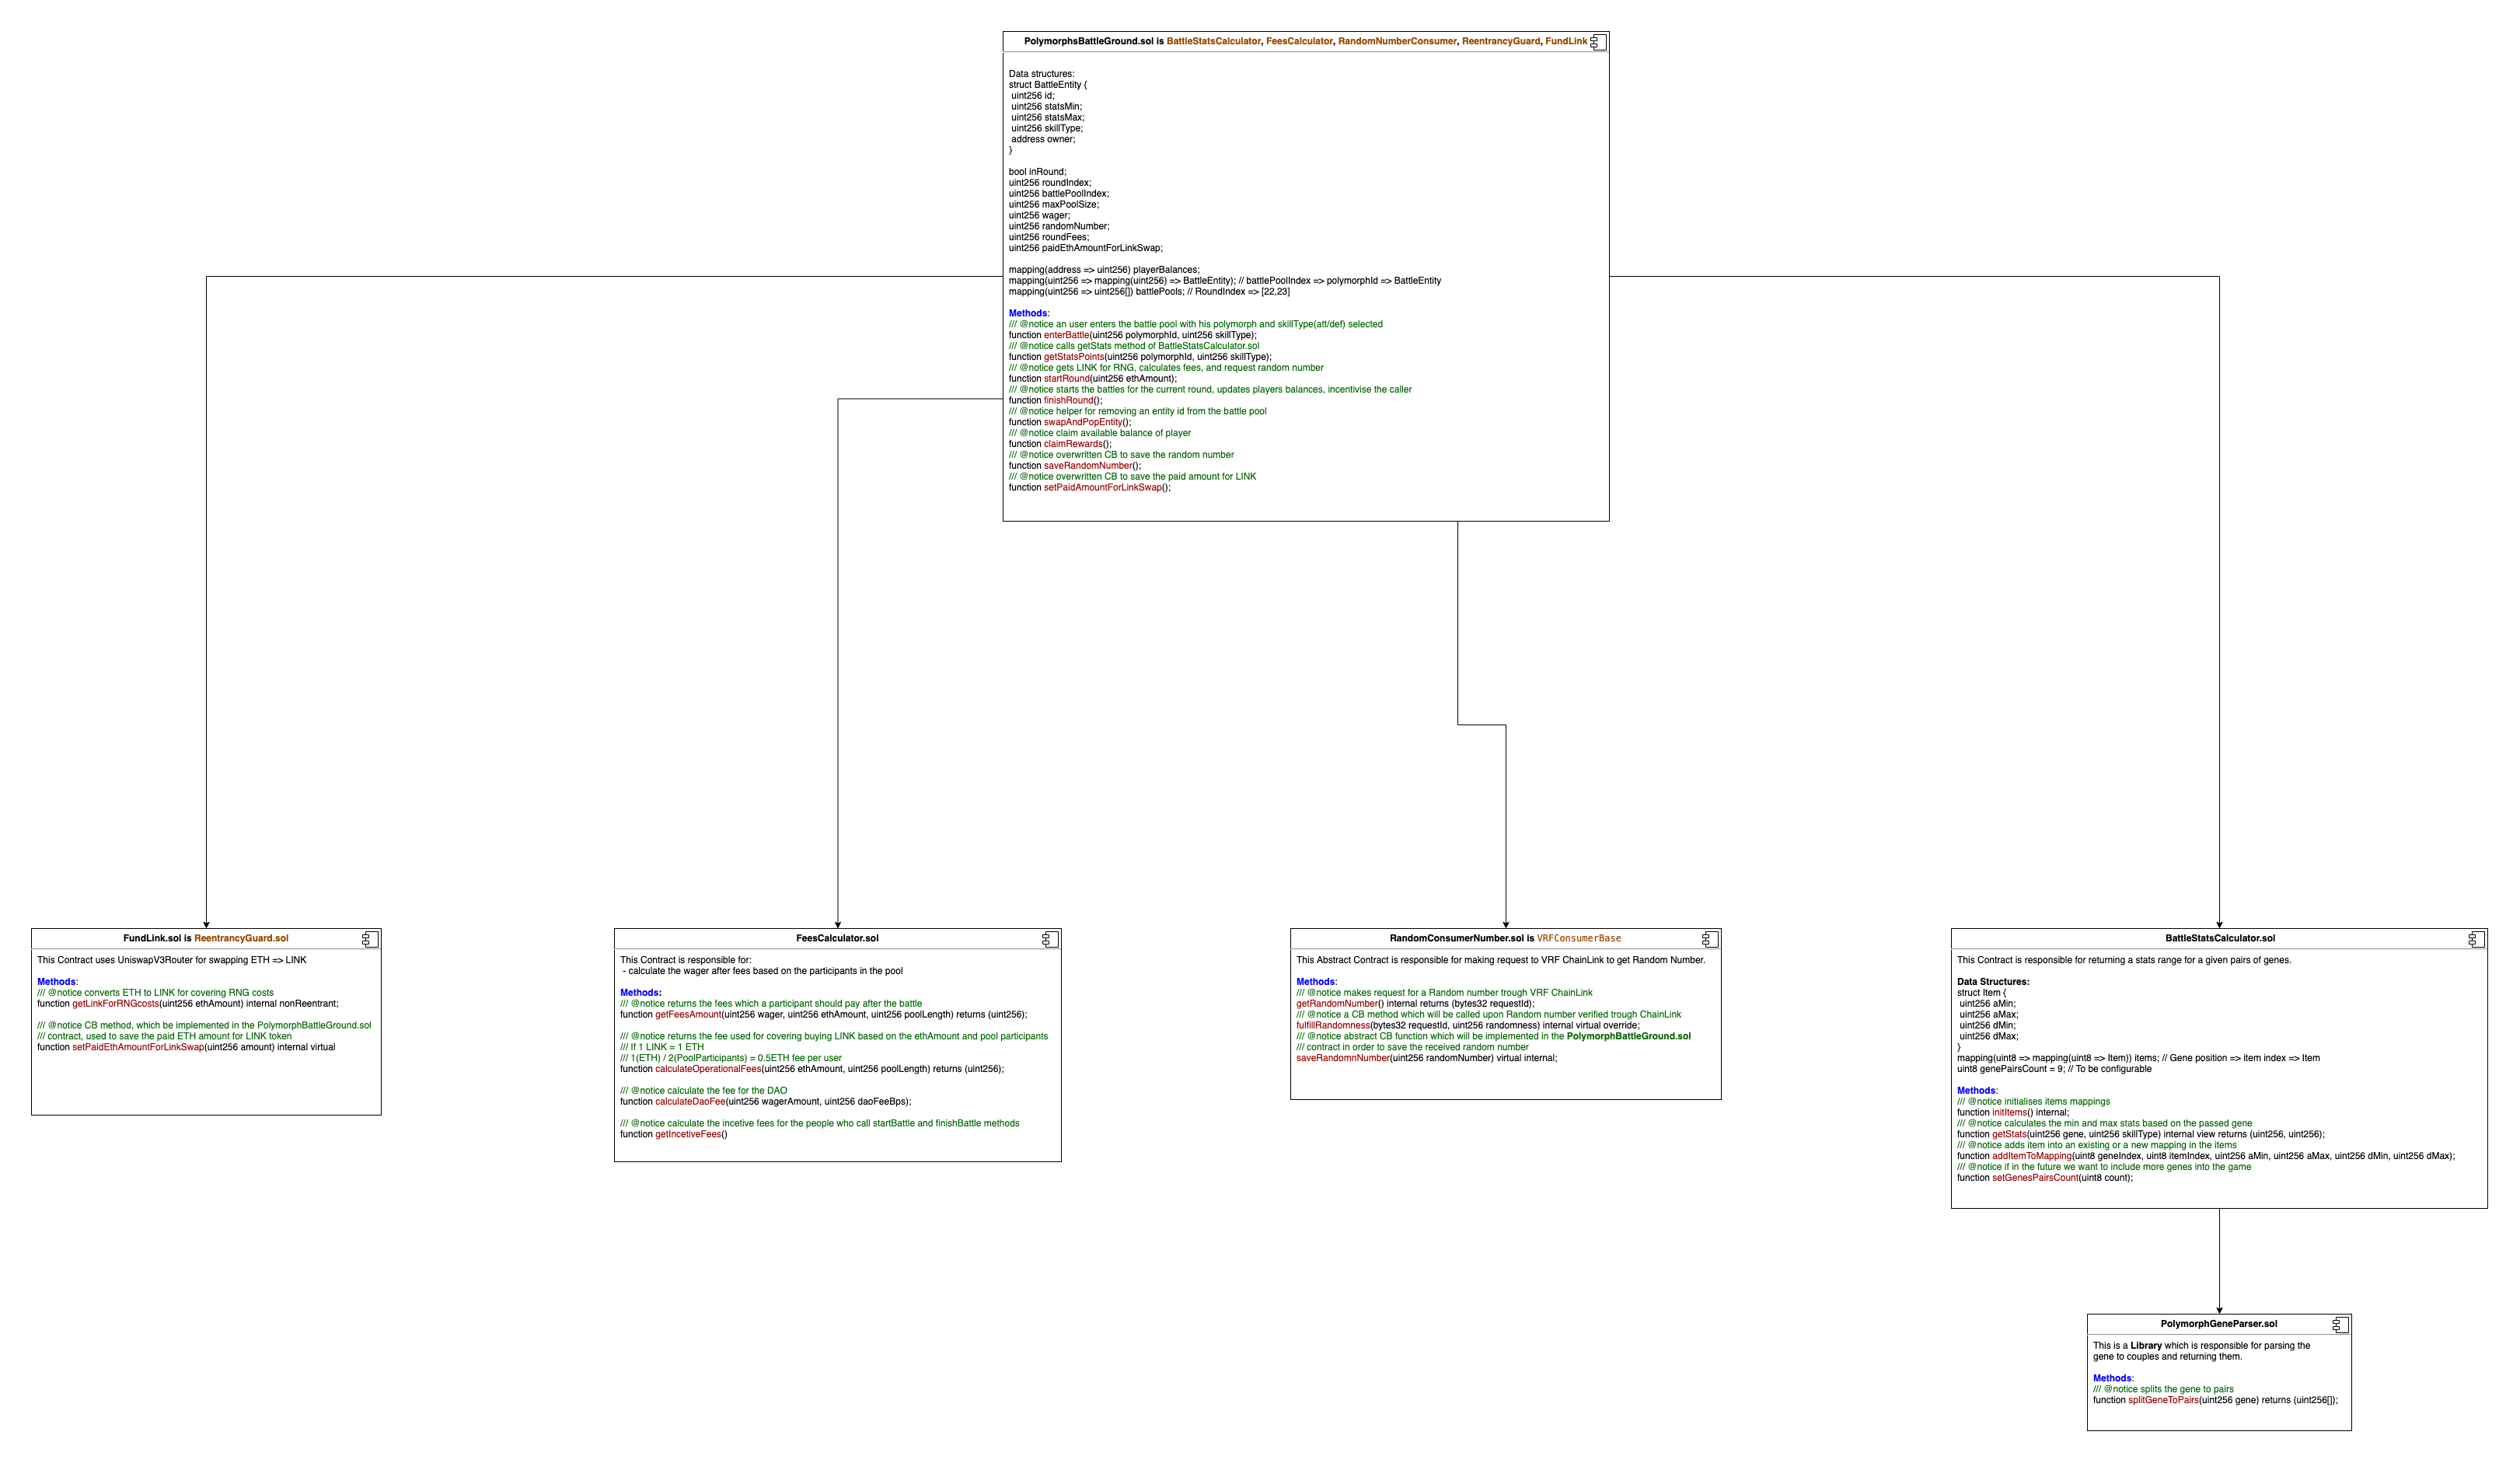 PolymorphsBattleGround.sol is BattleStatsCalculator, FeesCalculator, RandomNumberConsumer, ReentrancyGuard, FundLink
Data structures:
struct BattleEntity {
uint256 id;
uint256 statsMin;
uint256 statsMax;
uint256 skillType;
address owner;
}
bool inRound;
uint256 roundIndex;
uint256 battlePoolIndex;
uint256 maxPoolSize;
uint256 wager;
uint256 randomNumber;
uint256 roundFees;
uint256 paidEthAmountForLinkSwap;
mapping(address => uint256) playerBalances;
mapping(uint256 => mapping(uint256) => BattleEntity); // battlePoolIndex => polymorphId => BattleEntity
mapping(uint256 => uint256[]) battlePools; // RoundIndex => [22,23]
Methods:
/// @notice an user enters the battle pool with his polymorph and skillType(att/def) selected
function enterBattle(uint256 polymorphId, uint256 skillType);
/// @notice calls getStats method of BattleStatsCalculator.sol
function getStatsPoints(uint256 polymorphId, uint256 skillType);
/// @notice gets LINK for RNG, calculates fees, and request random number
function startRound(uint256 ethAmount);
/// @notice starts the battles for the current round, updates players balances, incentivise the caller
function finishRound();
/// @notice helper for removing an entity id from the battle pool
function swapAndPopEntity();
/// @notice claim available balance of player
function claimRewards();
/// @notice overwritten CB to save the random number
function saveRandomNumber();
/// @notice overwritten CB to save the paid amount for LINK
function setPaidAmountForLinkSwap();
FundLink.sol is ReentrancyGuard.sol
This Contract uses UniswapV3Router for swapping ETH => LINK
Methods:
/// @notice converts ETH to LINK for covering RNG costs
function getLinkForRNGcosts(uint256 ethAmount) internal nonReentrant;
/// @notice CB method, which be implemented in the PolymorphBattleGround.sol
/// contract, used to save the paid ETH amount for LINK token
function setPaidEthAmountForLinkSwap(uint256 amount) internal virtual
FeesCalculator.sol
This Contract is responsible for:
- calculate the wager after fees based on the participants in the pool
Methods:
/// @notice returns the fees which a participant should pay after the battle
function getFeesAmount(uint256 wager, uint256 ethAmount, uint256 poolLength) returns (uint256);
/// @notice returns the fee used for covering buying LINK based on the ethAmount and pool participants
/// If 1 LINK = 1 ETH
/// 1(ETH) / 2(PoolParticipants) = 0.5ETH fee per user
function calculateOperationalFees(uint256 ethAmount, uint256 poolLength) returns (uint256);
/// @notice calculate the fee for the DAO
function calculateDaoFee(uint256 wagerAmount, uint256 daoFeeBps);
/// @notice calculate the incetive fees for the people who call startBattle and finishBattle methods
function getIncetiveFees()
RandomConsumerNumber.sol is VRFConsumerBase
This Abstract Contract is responsible for making request to VRF ChainLink to get Random Number.
Methods:
/// @notice makes request for a Random number trough VRF ChainLink
getRandomNumber() internal returns (bytes32 requestId);
/// @notice a CB method which will be called upon Random number verified trough ChainLink
fulfillRandomness(bytes32 requestId, uint256 randomness) internal virtual override;
/// @notice abstract CB function which will be implemented in the PolymorphBattleGround.sol
/// contract in order to save the received random number
saveRandomnNumber(uint256 randomNumber) virtual internal;
BattleStatsCalculator.sol
This Contract is responsible for returning a stats range for a given pairs of genes.
Data Structures:
struct Item {
uint256 aMin;
uint256 aMax;
uint256 dMin;
uint256 dMax;
}
mapping(uint8 => mapping(uint8 => Item)) items; // Gene position => item index => Item
uint8 genePairsCount = 9; // To be configurable
Methods:
/// @notice initialises items mappings
function initItems() internal;
/// @notice calculates the min and max stats based on the passed gene
function getStats(uint256 gene, uint256 skillType) internal view returns (uint256, uint256);
/// @notice adds item into an existing or a new mapping in the items
function addItemToMapping(uint8 geneIndex, uint8 itemIndex, uint256 aMin, uint256 aMax, uint256 dMin, uint256 dMax);
/// @notice if in the future we want to include more genes into the game
function setGenesPairsCount(uint8 count);
PolymorphGeneParser.sol
This is a Library which is responsible for parsing the
gene to couples and returning them.
Methods:
/// @notice splits the gene to pairs
function splitGeneToPairs(uint256 gene) returns (uint256[]);